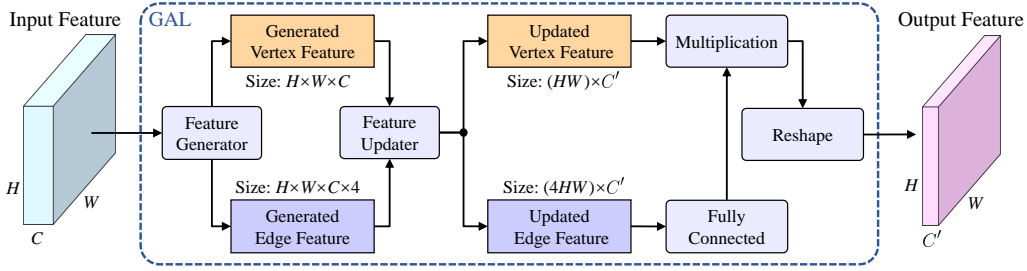 Input Feature
GAL
Generated
Vertex Feature
Size: H×W×C
Updated
Vertex Feature
Size: (HW)×C′
Multiplication
Output Feature
Feature
Generator
Feature
Updater
Reshape
Size: H×W×C×4
Generated
Edge Feature
Size: (4HW)×C′
Updated
Edge Feature
Fully
Connected
H
W
C
H
W
C′